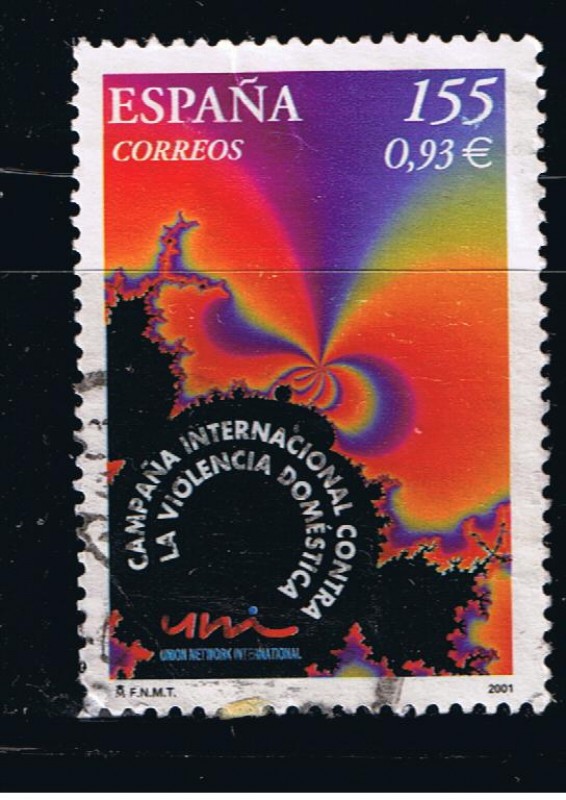 ESPAÑA
155
CORREOS
0,93 €
CAMPAÑA INTERNACIONAL CONTRA
LA VIOLENCIA DOMÉSTICA
uni
UNION NETWORK INTERNATIONAL
F.N.M.T.
2001